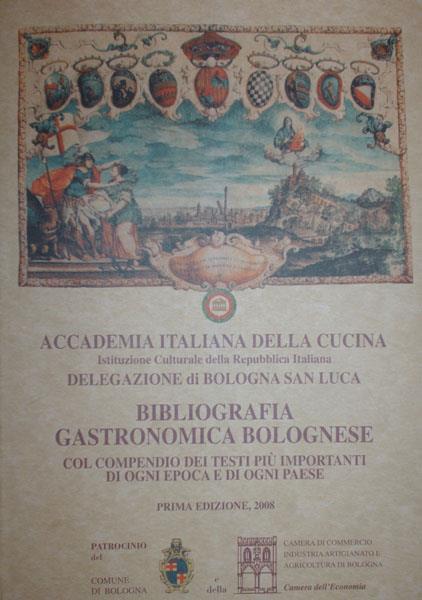 ACCADEMIA ITALIANA DELLA CUCINA
Istituzione Culturale della Repubblica Italiana
DELEGAZIONE di BOLOGNA SAN LUCA
BIBLIOGRAFIA
GASTRONOMICA BOLOGNESE
COL COMPENDIO DEI TESTI PIÙ IMPORTANTI
DI OGNI EPOCA E DI OGNI PAESE
PRIMA EDIZIONE, 2008
PATROCINIO
del
COMUNE
DI BOLOGNA
e
della
CAMERA DI COMMERCIO
INDUSTRIA ARTIGIANATO E
AGRICOLTURA DI BOLOGNA
Camera dell'Economia